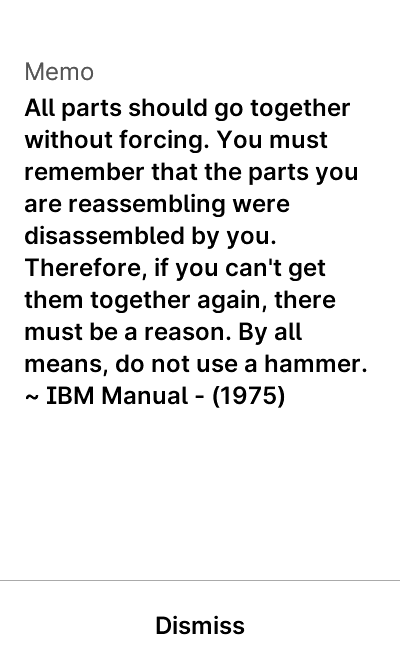 Memo
All parts should go together
without forcing. You must
remember that the parts you
are reassembling were
disassembled by you.
Therefore, if you can't get
them together again, there
must be a reason. By all
means, do not use a hammer.
~ IBM Manual - (1975)
Dismiss